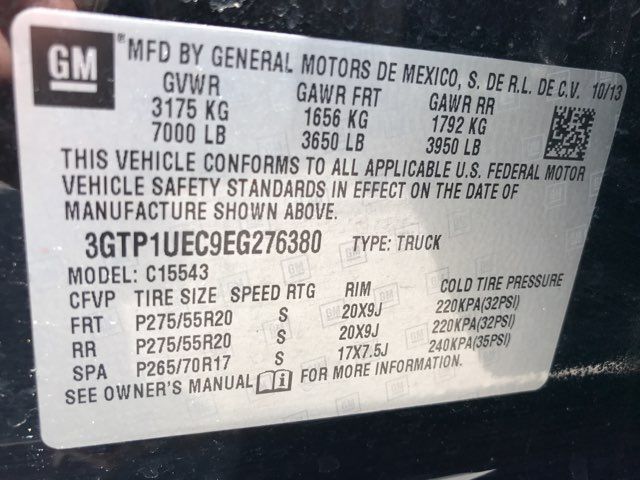 GM ® MFD BY GENERAL MOTORS DE MEXICO, S. DE R.L. DE C.V. 10/13
GVWR GAWR FRT GAWR RR
3175 KG 1656 KG 1792 KG
7000 LB 3650 LB 3950 LB
THIS VEHICLE CONFORMS TO ALL APPLICABLE U.S. FEDERAL MOTOR
VEHICLE SAFETY STANDARDS IN EFFECT ON THE DATE OF
MANUFACTURE SHOWN ABOVE.
3GTP1UEC9EG276380 TYPE: TRUCK
MODEL: C15543
CFVP TIRE SIZE SPEED RTG RIM COLD TIRE PRESSURE
FRT P275/55R20 S 20X9J 220KPA(32PSI)
RR P275/55R20 S 20X9J 220KPA(32PSI)
SPA P265/70R17 S 17X7.5J 240KPA(35PSI)
SEE OWNER'S MANUAL FOR MORE INFORMATION.